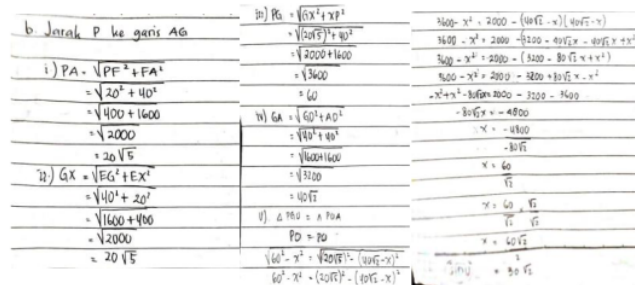 b. Jarak P ke garis AG
i) PA = √PF² + FA²
= √20² + 40²
= √400 + 1600
= √2000
= 20√5
ii) GX = √EG² + EX²
= √40² + 20²
= √1600 + 400
= √2000
= 20√5
iii) PG = √GX² + XP²
= √(20√5)² + 40²
= √2000 + 1600
= √3600
= 60
iv) GA = √GD² + AD²
= √40² + 40²
= √1600 + 1600
= √3200
= 40√2
v) Δ PGO = Δ POA
PO = PO
√60² - x² = √(20√5)² - (40√2 - x)²
60² - x² = (20√5)² - (40√2 - x)²
3600 - x² = 2000 - (40√2 - x)(40√2 - x)
3600 - x² = 2000 - (3200 - 40√2x - 40√2x + x²)
3600 - x² = 2000 - (3200 - 80√2x + x²)
3600 - x² = 2000 - 3200 + 80√2x - x²
-x² + x² - 80√2x = 2000 - 3200 - 3600
-80√2x = -4800
x = -4800
-80√2
x = 60
√2
x = 60 . √2
√2 √2
x = 60√2
2
= 30√2